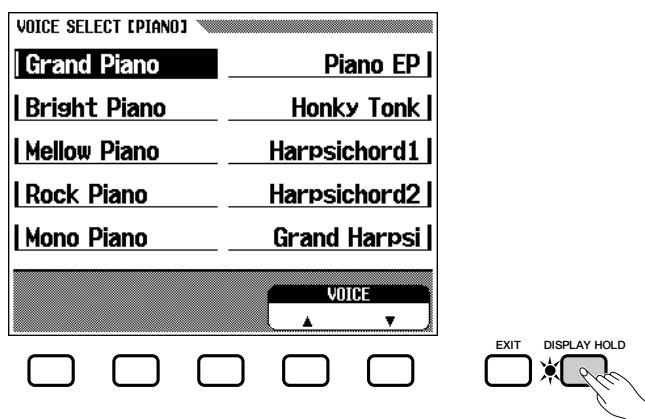 VOICE SELECT [PIANO]
Grand Piano Piano EP
Bright Piano Honky Tonk
Mellow Piano Harpsichord1
Rock Piano Harpsichord2
Mono Piano Grand Harpsi
VOICE
▲ ▼
EXIT DISPLAY HOLD